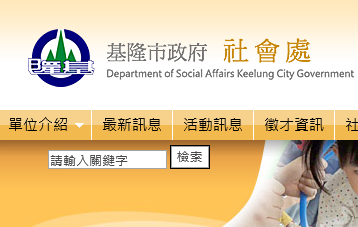 基隆市政府 社會處
Department of Social Affairs Keelung City Government
單位介紹 最新訊息 活動訊息 徵才資訊 社
請輸入關鍵字 檢索